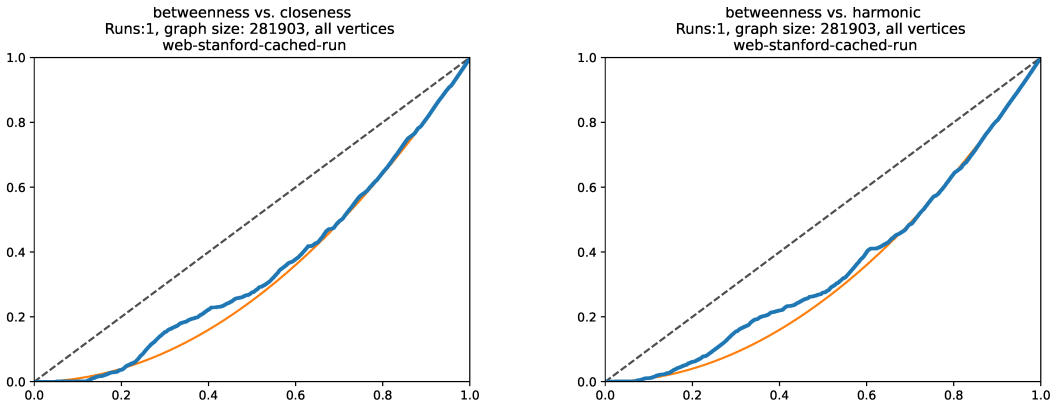 betweenness vs. closeness
Runs:1, graph size: 281903, all vertices
web-stanford-cached-run
1.0
0.8
0.6
0.4
0.2
0.0
0.0 0.2 0.4 0.6 0.8 1.0
betweenness vs. harmonic
Runs:1, graph size: 281903, all vertices
web-stanford-cached-run
1.0
0.8
0.6
0.4
0.2
0.0
0.0 0.2 0.4 0.6 0.8 1.0